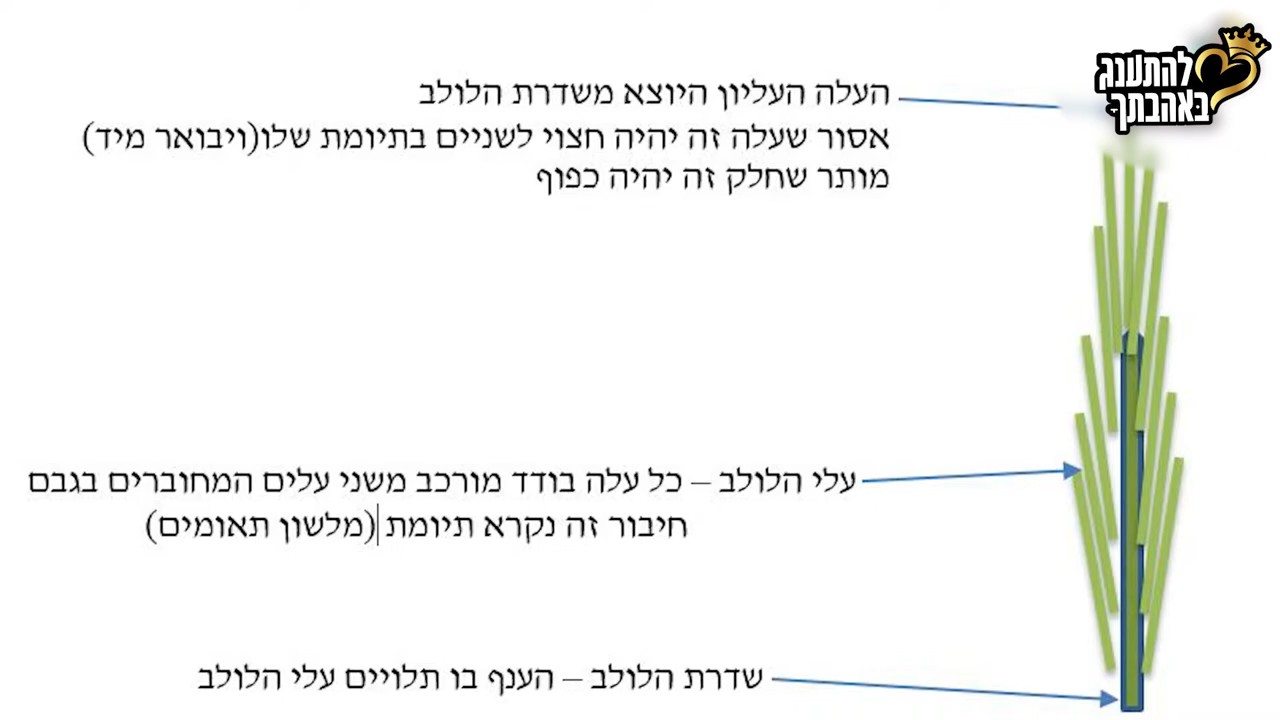 להתענג
באהבתך
העלה העליון היוצא משדרת הלולב
אסור שעלה זה יהיה חצוי לשניים בתיומת שלו(ויבואר מיד)
מותר שחלק זה יהיה כפוף
עלי הלולב – כל עלה בודד מורכב משני עלים המחוברים בגבם
חיבור זה נקרא תיומת (מלשון תאומים)
שדרת הלולב – הענף בו תלויים עלי הלולב